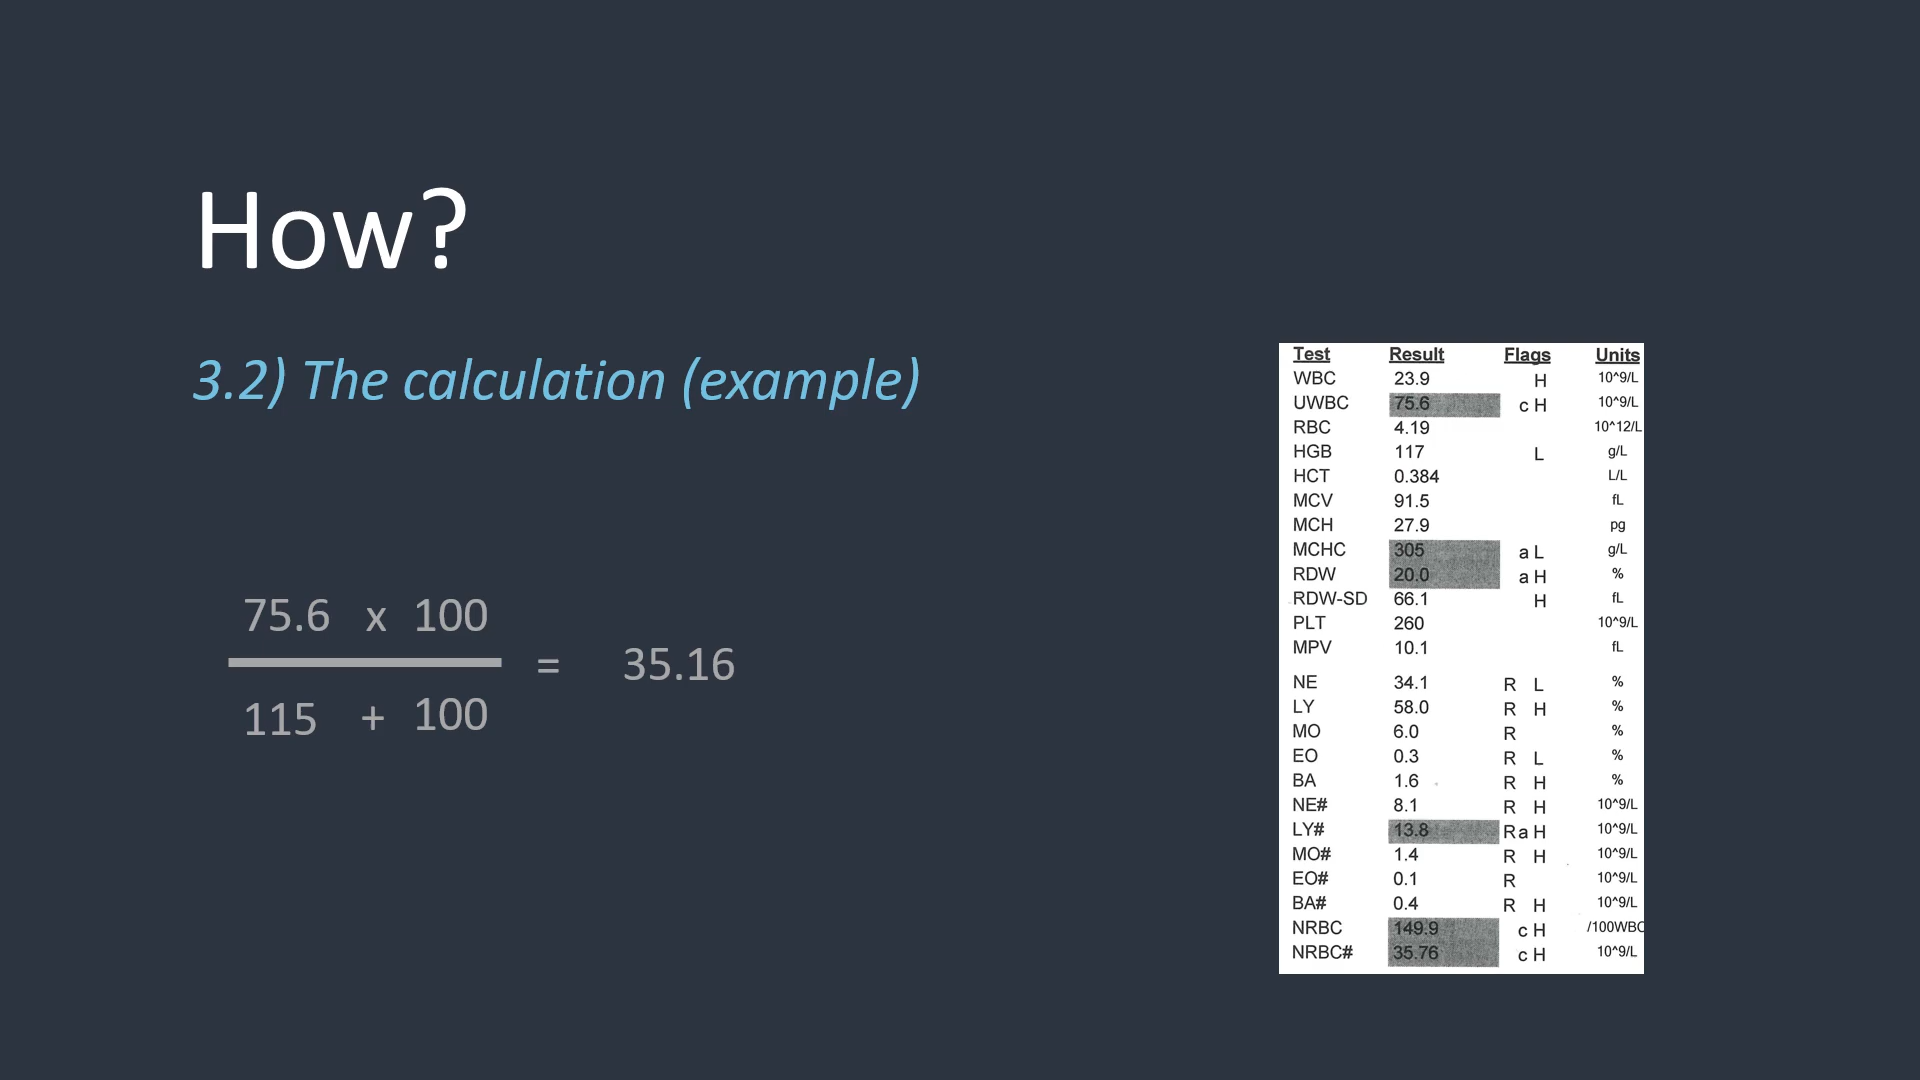 How?
3.2) The calculation (example)
75.6 x 100
= 35.16
115 + 100
Test Result Flags Units
WBC 23.9 H 10^9/L
UWBC 75.6 c H 10^9/L
RBC 4.19 10^12/L
HGB 117 L g/L
HCT 0.384 L/L
MCV 91.5 fL
MCH 27.9 pg
MCHC 305 a L g/L
RDW 20.0 a H %
RDW-SD 66.1 H fL
PLT 260 10^9/L
MPV 10.1 fL
NE 34.1 R L %
LY 58.0 R H %
MO 6.0 R %
EO 0.3 R L %
BA 1.6 R H %
NE# 8.1 R H 10^9/L
LY# 13.8 R a H 10^9/L
MO# 1.4 R H 10^9/L
EO# 0.1 R 10^9/L
BA# 0.4 R H 10^9/L
NRBC 149.9 c H /100WBC
NRBC# 35.76 c H 10^9/L